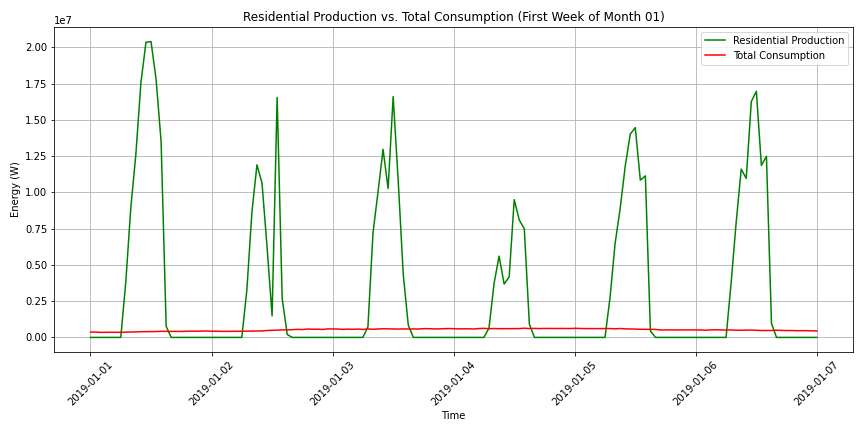 Residential Production vs. Total Consumption (First Week of Month 01)
1e7
Residential Production
Total Consumption
2.00
1.75
1.50
1.25
1.00
0.75
0.50
0.25
0.00
Energy (W)
2019-01-01
2019-01-02
2019-01-03
2019-01-04
2019-01-05
2019-01-06
2019-01-07
Time